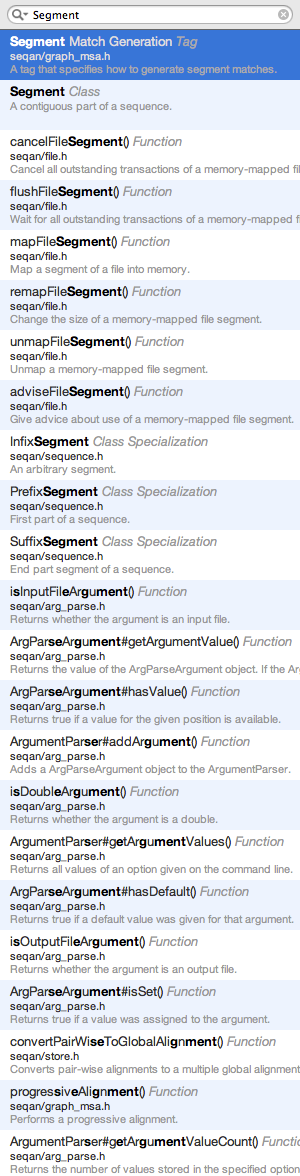 Segment
Segment Match Generation Tag
seqan/graph_msa.h
A tag that specifies how to generate segment matches.
Segment Class
A contiguous part of a sequence.
cancelFileSegment() Function
seqan/file.h
Cancel all outstanding transactions of a memory-mapped f
flushFileSegment() Function
seqan/file.h
Wait for all outstanding transactions of a memory-mapped fi
mapFileSegment() Function
seqan/file.h
Map a segment of a file into memory.
remapFileSegment() Function
seqan/file.h
Change the size of a memory-mapped file segment.
unmapFileSegment() Function
seqan/file.h
Unmap a memory-mapped file segment.
adviseFileSegment() Function
seqan/file.h
Give advice about use of a memory-mapped file segment.
InfixSegment Class Specialization
seqan/sequence.h
An arbitrary segment.
PrefixSegment Class Specialization
seqan/sequence.h
First part of a sequence.
SuffixSegment Class Specialization
seqan/sequence.h
End part segment of a sequence.
isInputFileArgument() Function
seqan/arg_parse.h
Returns whether the argument is an input file.
ArgParseArgument#getArgumentValue() Function
seqan/arg_parse.h
Returns the value of the ArgParseArgument object. If the Ar
ArgParseArgument#hasValue() Function
seqan/arg_parse.h
Returns true if a value for the given position is available.
ArgumentParser#addArgument() Function
seqan/arg_parse.h
Adds a ArgParseArgument object to the ArgumentParser.
isDoubleArgument() Function
seqan/arg_parse.h
Returns whether the argument is a double.
ArgumentParser#getArgumentValues() Function
seqan/arg_parse.h
Returns all values of an option given on the command line.
ArgParseArgument#hasDefault() Function
seqan/arg_parse.h
Returns true if a default value was given for that argument.
isOutputFileArgument() Function
seqan/arg_parse.h
Returns whether the argument is an output file.
ArgParseArgument#isSet() Function
seqan/arg_parse.h
Returns true if a value was assigned to the argument.
convertPairWiseToGlobalAlignment() Function
seqan/store.h
Converts pair-wise alignments to a multiple global alignment
progressiveAlignment() Function
seqan/graph_msa.h
Performs a progressive alignment.
ArgumentParser#getArgumentValueCount() Functio
seqan/arg_parse.h
Returns the number of values stored in the specified option